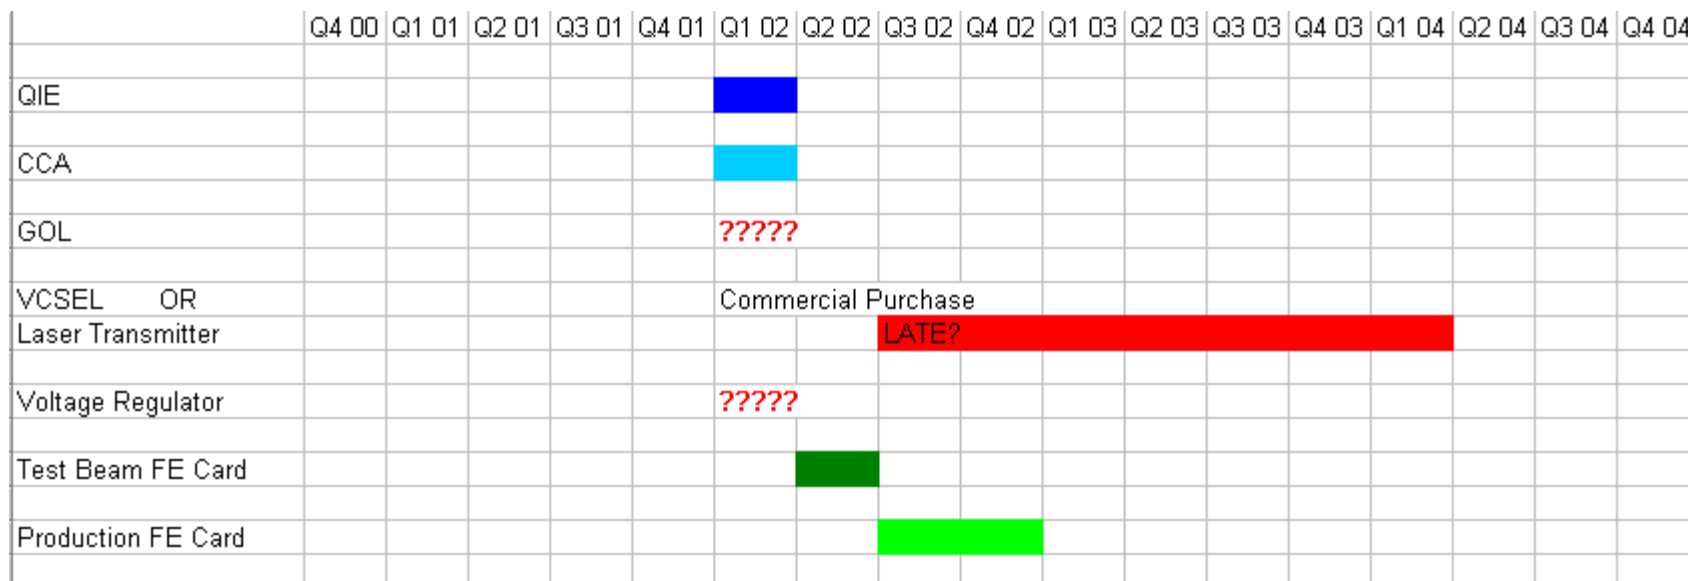 Q4 00 Q1 01 Q2 01 Q3 01 Q4 01 Q1 02 Q2 02 Q3 02 Q4 02 Q1 03 Q2 03 Q3 03 Q4 03 Q1 04 Q2 04 Q3 04 Q4 04
QIE
CCA
GOL ?????
VCSEL OR Commercial Purchase
Laser Transmitter LATE?
Voltage Regulator ?????
Test Beam FE Card
Production FE Card